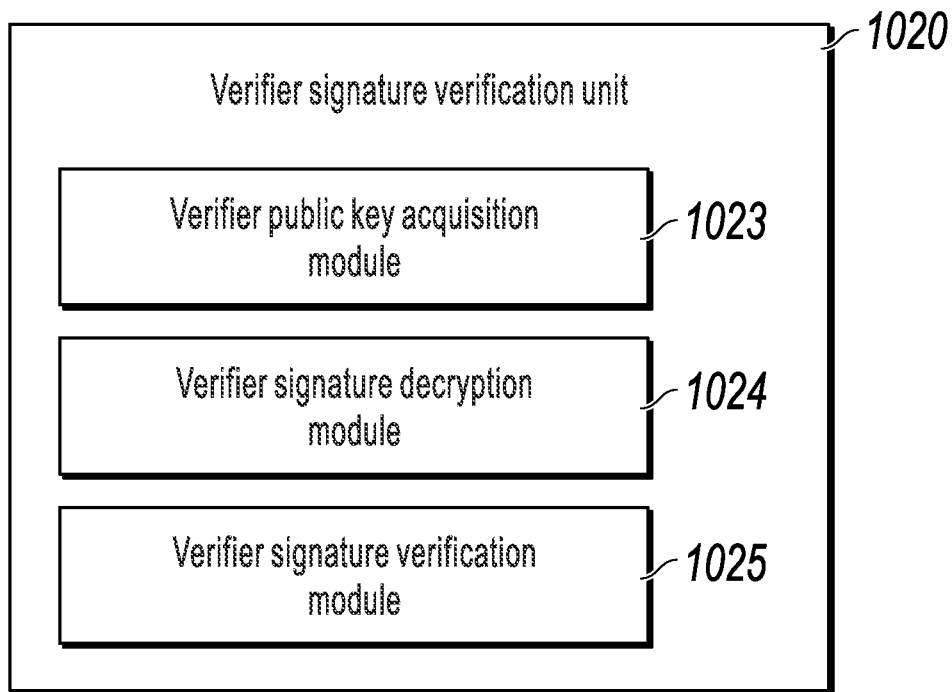 1020
Verifier signature verification unit
Verifier public key acquisition
module
1023
Verifier signature decryption
module
1024
Verifier signature verification
module
1025